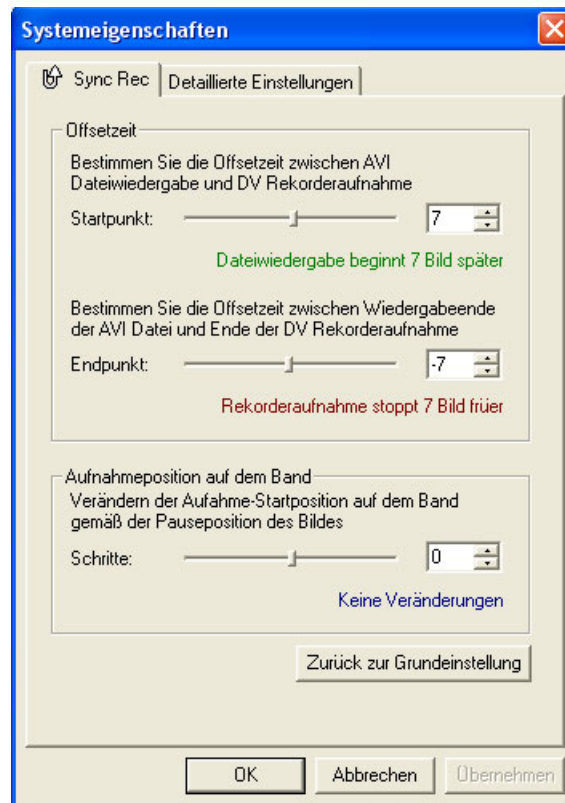 Systemeigenschaften
Sync Rec
Detaillierte Einstellungen
Offsetzeit
Bestimmen Sie die Offsetzeit zwischen AVI
Dateiwiedergabe und DV Rekorderaufnahme
Startpunkt:
7
Dateiwiedergabe beginnt 7 Bild später
Bestimmen Sie die Offsetzeit zwischen Wiedergabeende
der AVI Datei und Ende der DV Rekorderaufnahme
Endpunkt:
-7
Rekorderaufnahme stoppt 7 Bild früer
Aufnahmeposition auf dem Band
Verändern der Aufahme-Startposition auf dem Band
gemäß der Pauseposition des Bildes
Schritte:
0
Keine Veränderungen
Zurück zur Grundeinstellung
OK
Abbrechen
Übernehmen